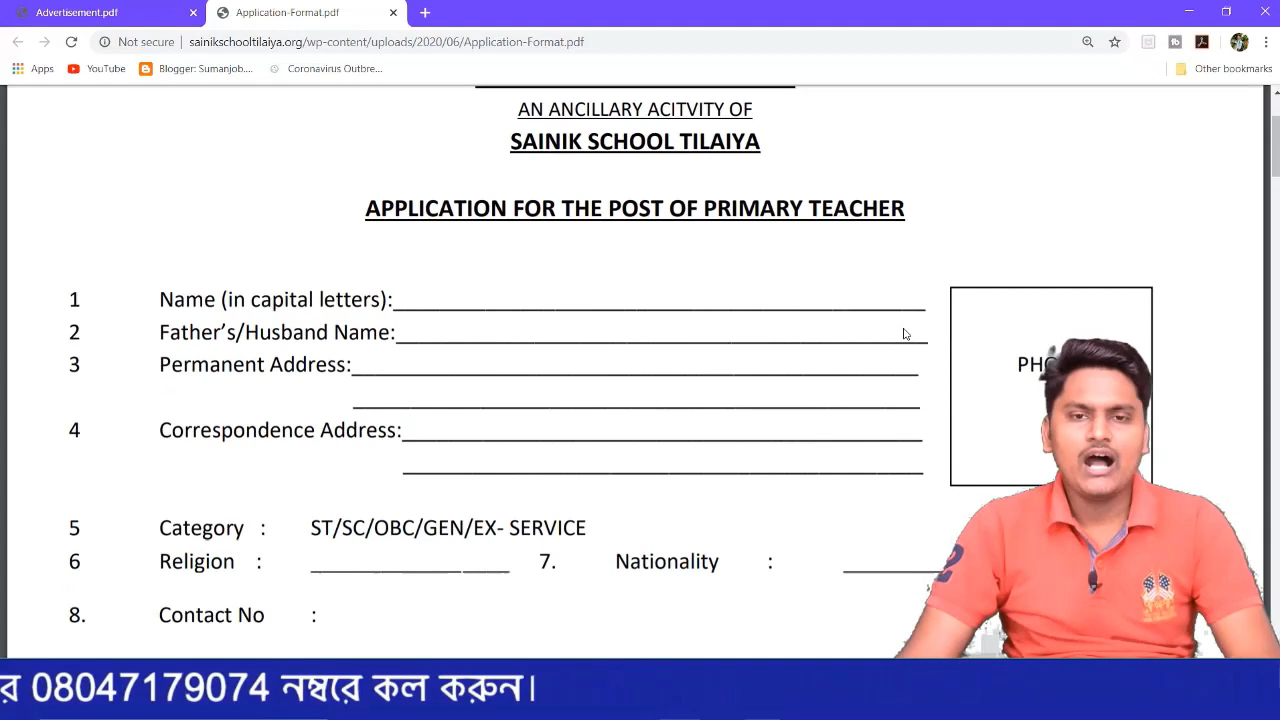 Advertisement.pdf
Application-Format.pdf
Not secure
sainikschooltilaiya.org/wp-content/uploads/2020/06/Application-Format.pdf
Apps
YouTube
Blogger: Sumanjob....
Coronavirus Outbre...
Other bookmarks
AN ANCILLARY ACITVITY OF
SAINIK SCHOOL TILAIYA
APPLICATION FOR THE POST OF PRIMARY TEACHER
1 Name (in capital letters):
2 Father's/Husband Name:
3 Permanent Address:
4 Correspondence Address:
5 Category : ST/SC/OBC/GEN/EX- SERVICE
6 Religion : 7. Nationality :
8. Contact No :
র 08047179074 নম্বরে কল করুন।